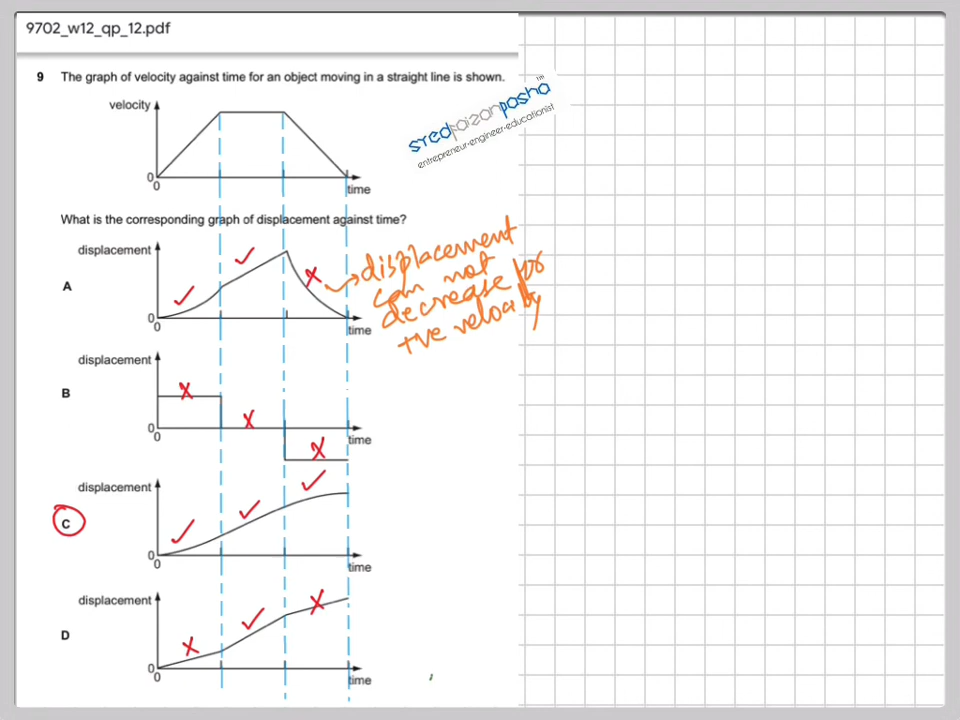 9702_w12_qp_12.pdf
9 The graph of velocity against time for an object moving in a straight line is shown.
velocity
0
0
time
syedfaizanpasha
™
entrepreneur-engineer-educationist
What is the corresponding graph of displacement against time?
displacement
A
0
0
time
displacement
can not
decrease for
+ve velocity
displacement
B
0
0
time
displacement
C
0
0
time
displacement
D
0
0
time